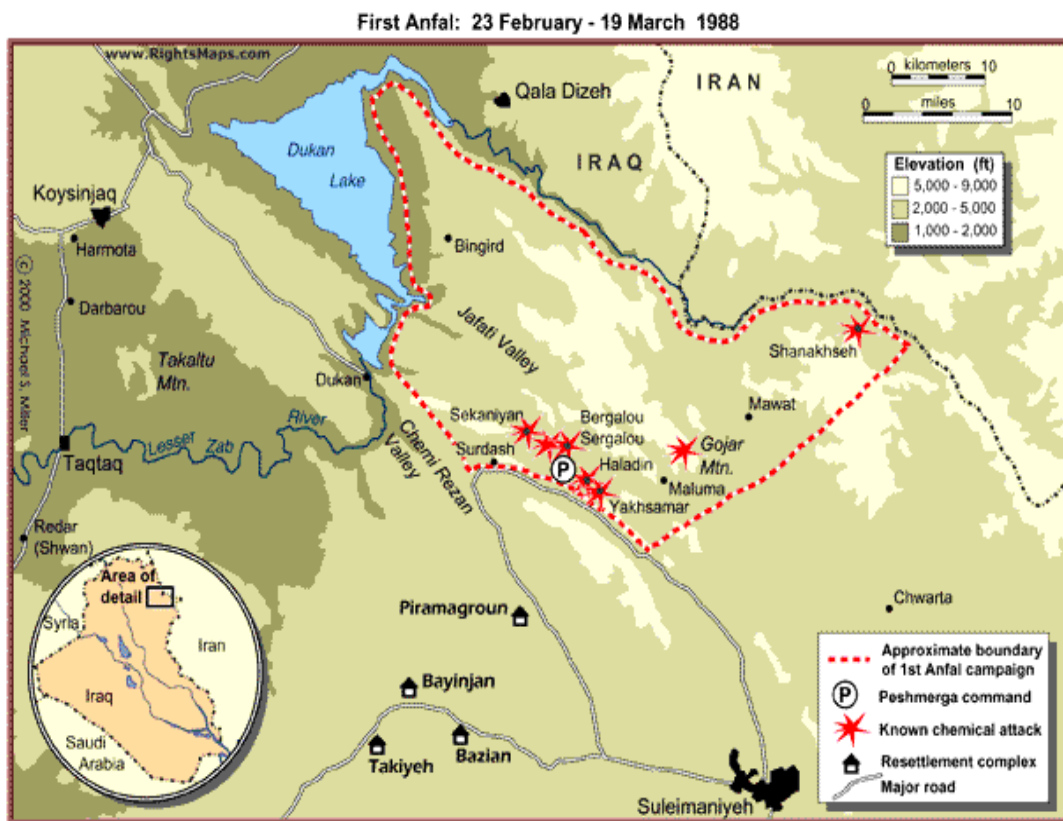 First Anfal: 23 February - 19 March 1988
www.RightsMaps.com
0 kilometers 10
0 miles 10
IRAN
IRAQ
Qala Dizeh
Dukan
Lake
Elevation (ft)
5,000 - 9,000
2,000 - 5,000
1,000 - 2,000
Koysinjaq
Harmota
Bingird
© 2000 Michael S. Miller
Darbarou
Jafati Valley
Shanakhseh
Takaltu
Mtn.
Dukan
Mawat
Sekaniyan
Bergalou
Sergalou
Gojar
Mtn.
Lesser Zab River
Taqtaq
Chemi Rezan
Valley
Surdash
P
Haladin
Maluma
Yakhsamar
Redar
(Shwan)
Area of
detail
Syria
Iran
Iraq
Saudi
Arabia
Piramagroun
Chwarta
Bayinjan
Takiyeh
Bazian
Suleimaniyeh
Approximate boundary
of 1st Anfal campaign
P Peshmerga command
Known chemical attack
Resettlement complex
Major road